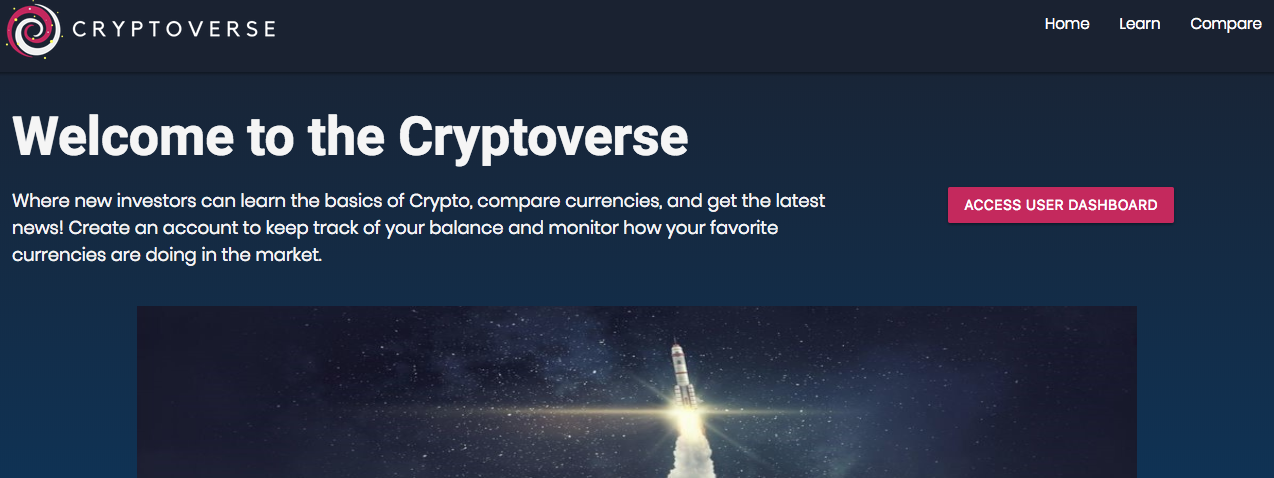 CRYPTOVERSE
Home Learn Compare
Welcome to the Cryptoverse
Where new investors can learn the basics of Crypto, compare currencies, and get the latest
news! Create an account to keep track of your balance and monitor how your favorite
currencies are doing in the market.
ACCESS USER DASHBOARD